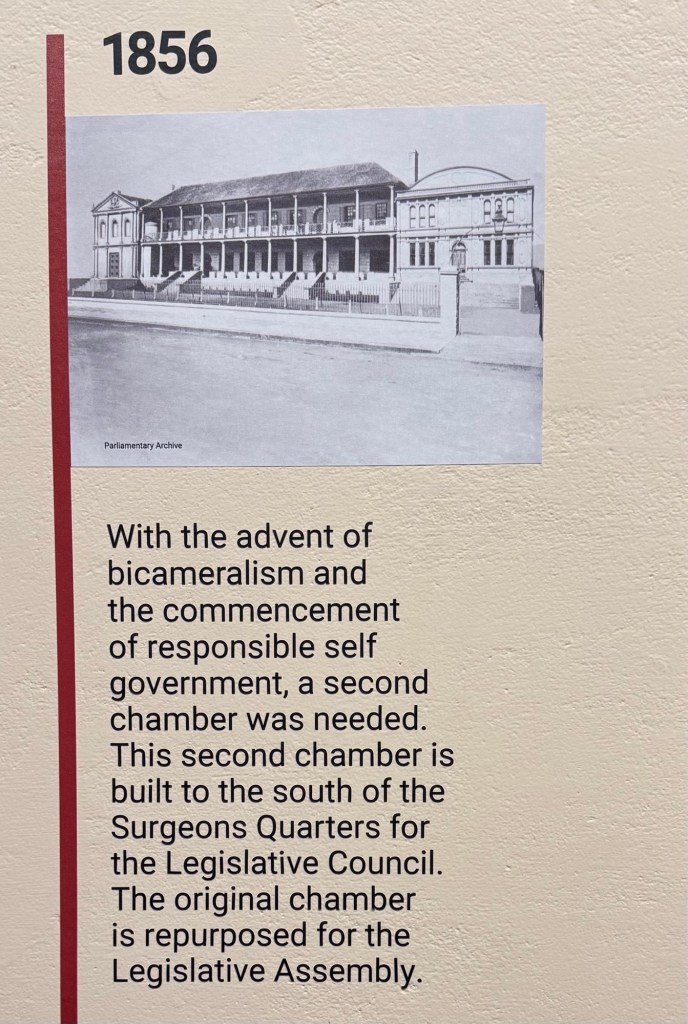 1856
Parliamentary Archive
With the advent of
bicameralism and
the commencement
of responsible self
government, a second
chamber was needed.
This second chamber is
built to the south of the
Surgeons Quarters for
the Legislative Council.
The original chamber
is repurposed for the
Legislative Assembly.